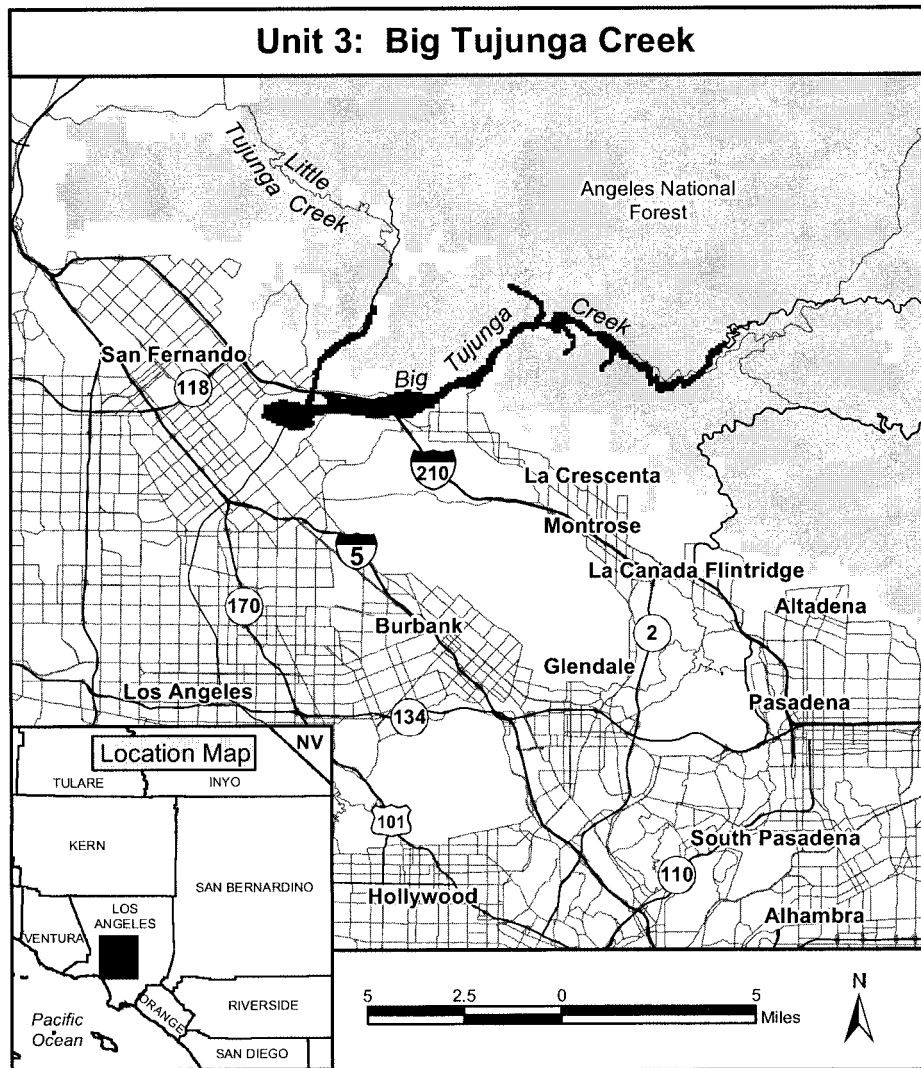 Unit 3: Big Tujunga Creek
Little
Tujunga Creek
Angeles National
Forest
Big Tujunga Creek
San Fernando
118
210
La Crescenta
Montrose
5
La Canada Flintridge
170
Altadena
Burbank
2
Glendale
Los Angeles
Pasadena
134
101
South Pasadena
110
Hollywood
Alhambra
Location Map
NV
TULARE
INYO
KERN
SAN BERNARDINO
LOS
ANGELES
VENTURA
ORANGE
RIVERSIDE
Pacific
Ocean
SAN DIEGO
5 2.5 0 5
Miles
N